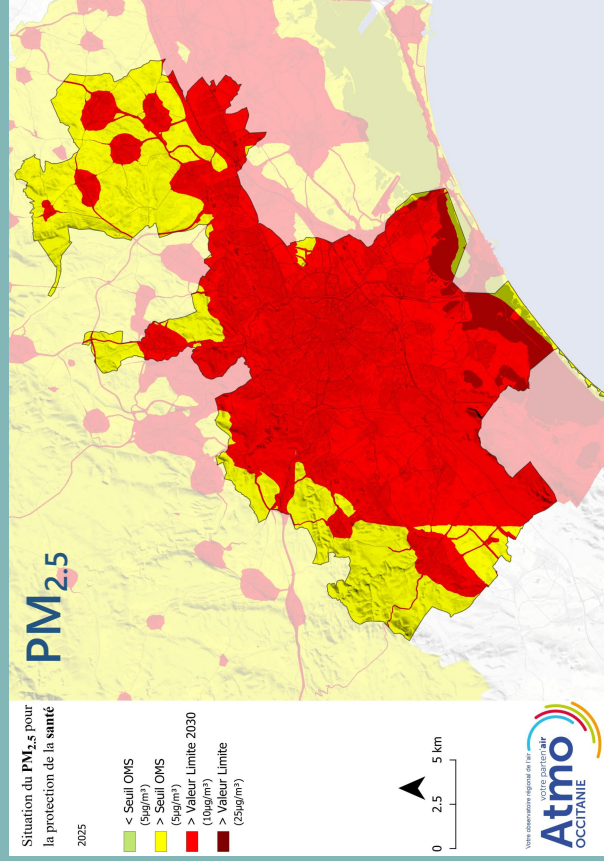 PM2.5
Situation du PM2.5 pour
la protection de la santé
2025
< Seuil OMS
(5µg/m³)
> Seuil OMS
(5µg/m³)
> Valeur Limite 2030
(10µg/m³)
> Valeur Limite
(25µg/m³)
0 2.5 5 km
Votre observatoire régional de l'air
votre parten'air
Atmo
OCCITANIE